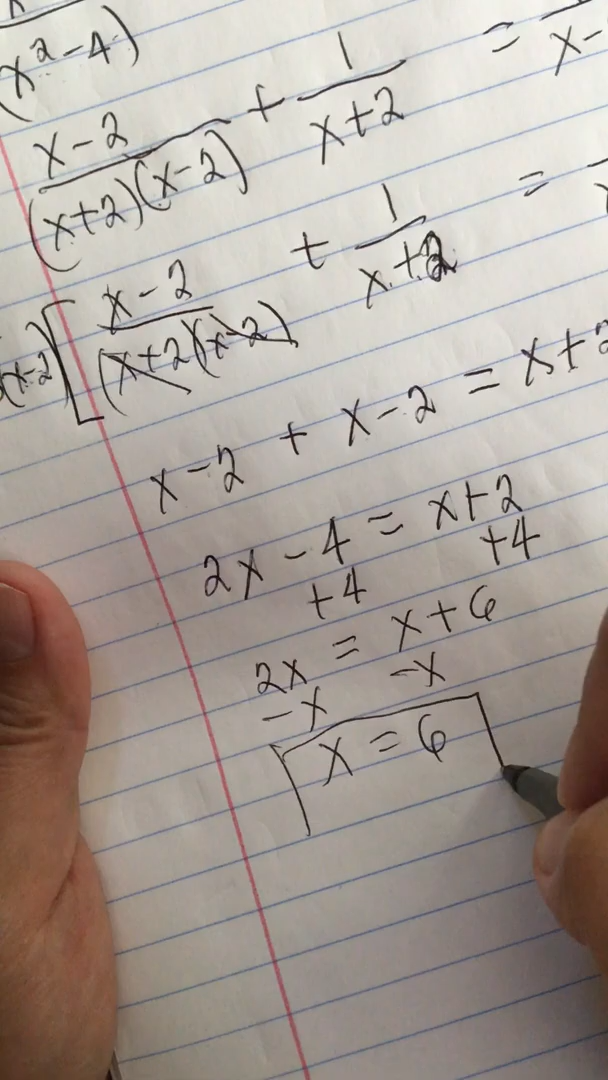 (x² - 4)
(x - 2)/((x+2)(x-2)) + 1/(x+2) = /(x-
(x-2)[ (x - 2)/((x+2)(x-2)) + 1/(x+2) =
x - 2 + x - 2 = x + 2
2x - 4 = x + 2
+4 +4
2x = x + 6
-x -x
x = 6